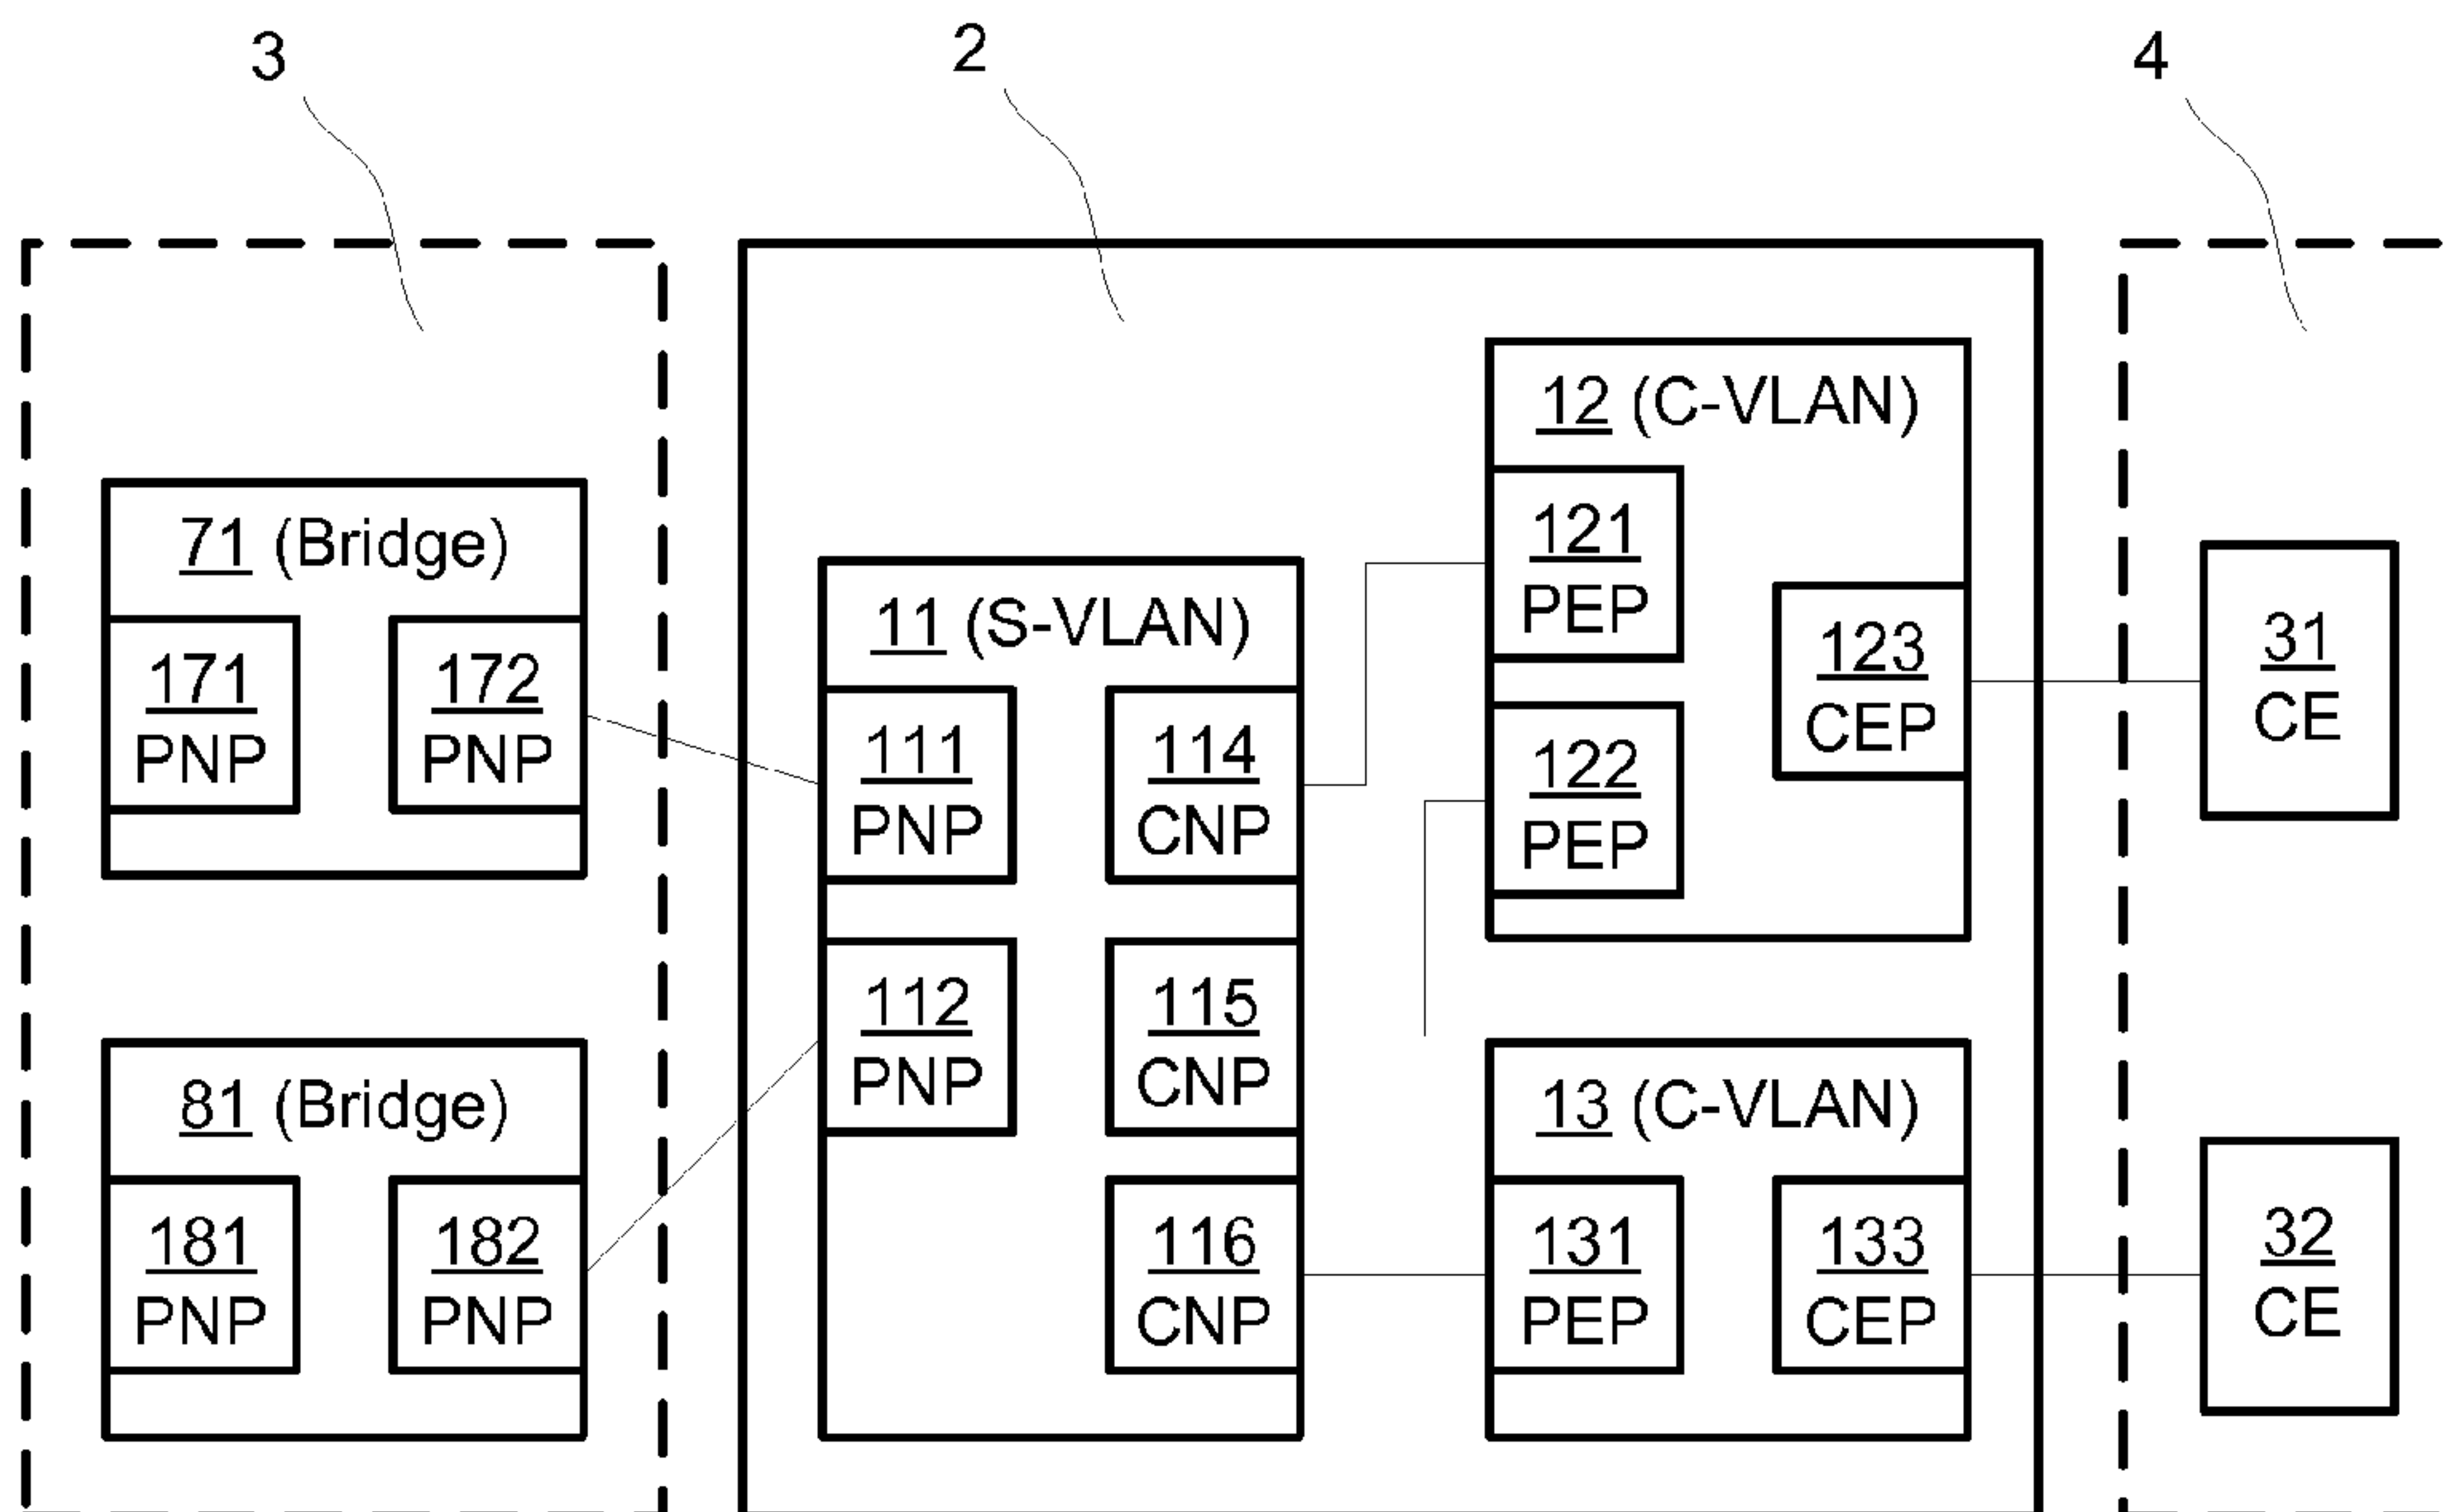 3
2
4
71 (Bridge)
171
PNP
172
PNP
81 (Bridge)
181
PNP
182
PNP
11 (S-VLAN)
111
PNP
114
CNP
112
PNP
115
CNP
116
CNP
12 (C-VLAN)
121
PEP
123
CEP
122
PEP
13 (C-VLAN)
131
PEP
133
CEP
31
CE
32
CE